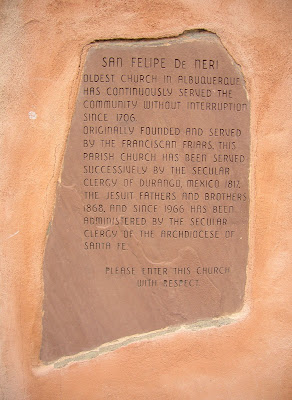 SAN FELIPE DE NERI
OLDEST CHURCH IN ALBUQUERQUE
HAS CONTINUOUSLY SERVED THE
COMMUNITY WITHOUT INTERRUPTION
SINCE 1706.
ORIGINALLY FOUNDED AND SERVED
BY THE FRANCISCAN FRIARS, THIS
PARISH CHURCH HAS BEEN SERVED
SUCCESSIVELY BY THE SECULAR
CLERGY OF DURANGO, MEXICO 1817,
THE JESUIT FATHERS AND BROTHERS
1868, AND SINCE 1966 HAS BEEN
ADMINISTERED BY THE SECULAR
CLERGY OF THE ARCHDIOCESE OF
SANTA FE.
PLEASE ENTER THIS CHURCH
WITH RESPECT